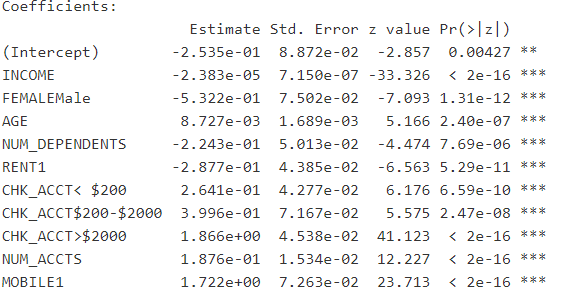 Coefficients:
Estimate Std. Error z value Pr(>|z|)
(Intercept) -2.535e-01 8.872e-02 -2.857 0.00427 **
INCOME -2.383e-05 7.150e-07 -33.326 < 2e-16 ***
FEMALEMale -5.322e-01 7.502e-02 -7.093 1.31e-12 ***
AGE 8.727e-03 1.689e-03 5.166 2.40e-07 ***
NUM_DEPENDENTS -2.243e-01 5.013e-02 -4.474 7.69e-06 ***
RENT1 -2.877e-01 4.385e-02 -6.563 5.29e-11 ***
CHK_ACCT< $200 2.641e-01 4.277e-02 6.176 6.59e-10 ***
CHK_ACCT$200-$2000 3.996e-01 7.167e-02 5.575 2.47e-08 ***
CHK_ACCT>$2000 1.866e+00 4.538e-02 41.123 < 2e-16 ***
NUM_ACCTS 1.876e-01 1.534e-02 12.227 < 2e-16 ***
MOBILE1 1.722e+00 7.263e-02 23.713 < 2e-16 ***